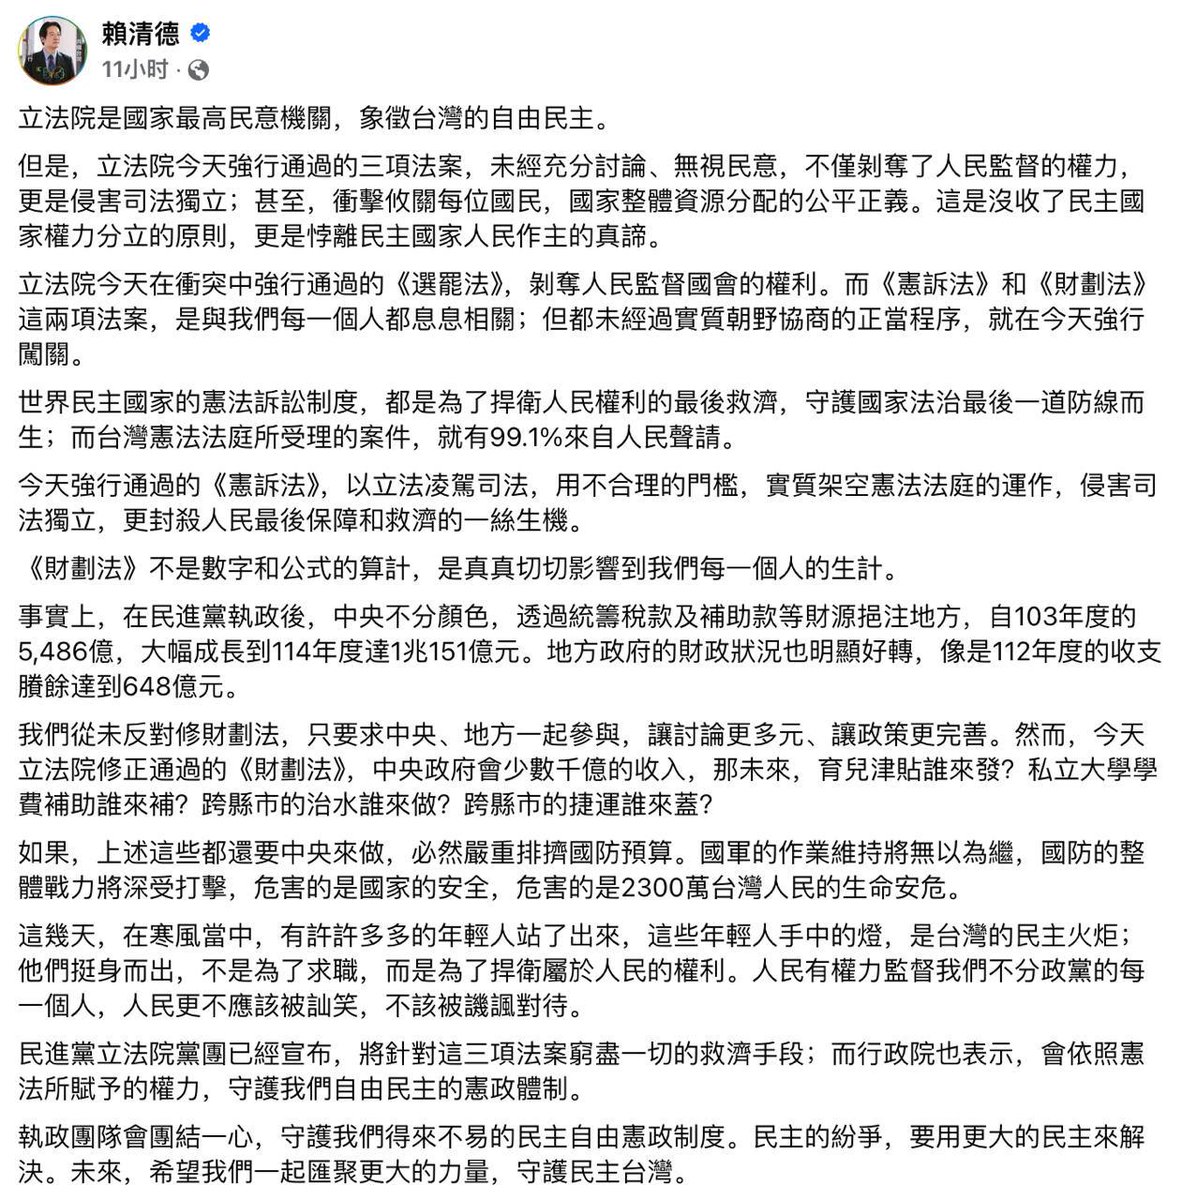 賴清德
11小时
立法院是國家最高民意機關，象徵台灣的自由民主。
但是，立法院今天強行通過的三項法案，未經充分討論、無視民意，不僅剝奪了人民監督的權力，
更是侵害司法獨立；甚至，衝擊攸關每位國民，國家整體資源分配的公平正義。這是沒收了民主國
家權力分立的原則，更是悖離民主國家人民作主的真諦。
立法院今天在衝突中強行通過的《選罷法》，剝奪人民監督國會的權利。而《憲訴法》和《財劃法》
這兩項法案，是與我們每一個人都息息相關；但都未經過實質朝野協商的正當程序，就在今天強行
闖關。
世界民主國家的憲法訴訟制度，都是為了捍衛人民權利的最後救濟，守護國家法治最後一道防線而
生；而台灣憲法法庭所受理的案件，就有99.1%來自人民聲請。
今天強行通過的《憲訴法》，以立法凌駕司法，用不合理的門檻，實質架空憲法法庭的運作，侵害司
法獨立，更封殺人民最後保障和救濟的一絲生機。
《財劃法》不是數字和公式的算計，是真真切切影響到我們每一個人的生計。
事實上，在民進黨執政後，中央不分顏色，透過統籌稅款及補助款等財源挹注地方，自103年度的
5,486億，大幅成長到114年度達1兆151億元。地方政府的財政狀況也明顯好轉，像是112年度的收支
賸餘達到648億元。
我們從未反對修財劃法，只要求中央、地方一起參與，讓討論更多元、讓政策更完善。然而，今天
立法院修正通過的《財劃法》，中央政府會少數千億的收入，那未來，育兒津貼誰來發？私立大學學
費補助誰來補？跨縣市的治水誰來做？跨縣市的捷運誰來蓋？
如果，上述這些都還要中央來做，必然嚴重排擠國防預算。國軍的作業維持將無以為繼，國防的整
體戰力將深受打擊，危害的是國家的安全，危害的是2300萬台灣人民的生命安危。
這幾天，在寒風當中，有許許多多的年輕人站了出來，這些年輕人手中的燈，是台灣的民主火炬；
他們挺身而出，不是為了求職，而是為了捍衛屬於人民的權利。人民有權力監督我們不分政黨的每
一個人，人民更不應該被訕笑，不該被譏諷對待。
民進黨立法院黨團已經宣布，將針對這三項法案窮盡一切的救濟手段；而行政院也表示，會依照憲
法所賦予的權力，守護我們自由民主的憲政體制。
執政團隊會團結一心，守護我們得來不易的民主自由憲政制度。民主的紛爭，要用更大的民主來解
決。未來，希望我們一起匯聚更大的力量，守護民主台灣。